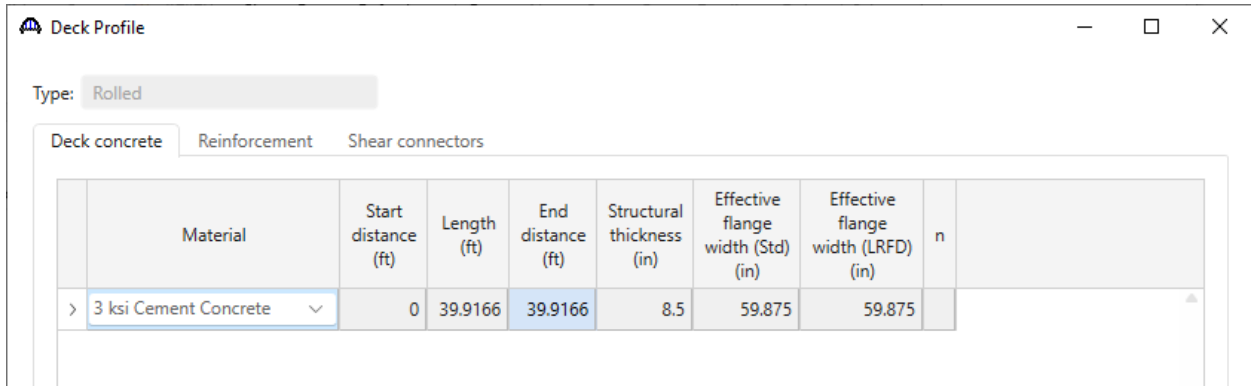 Deck Profile
Type: Rolled
Deck concrete Reinforcement Shear connectors
Material
Start
distance
(ft)
Length
(ft)
End
distance
(ft)
Structural
thickness
(in)
Effective
flange
width (Std)
(in)
Effective
flange
width (LRFD)
(in)
n
3 ksi Cement Concrete 0 39.9166 39.9166 8.5 59.875 59.875